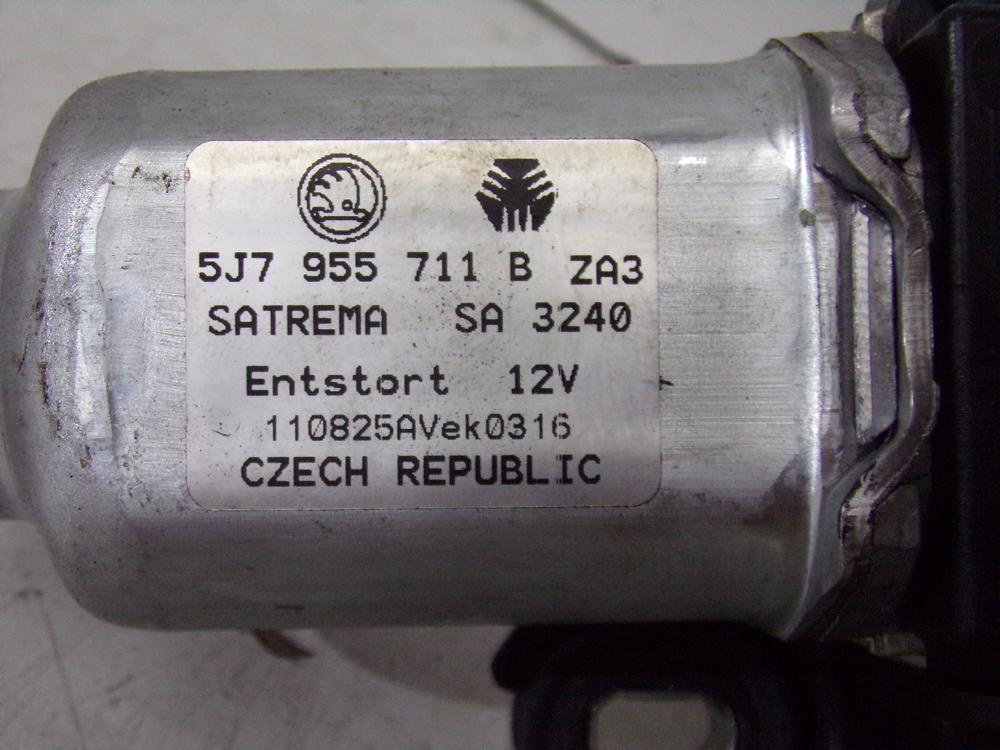 5J7 955 711 B ZA3
SATREMA SA 3240
Entstort 12V
110825AVek0316
CZECH REPUBLIC